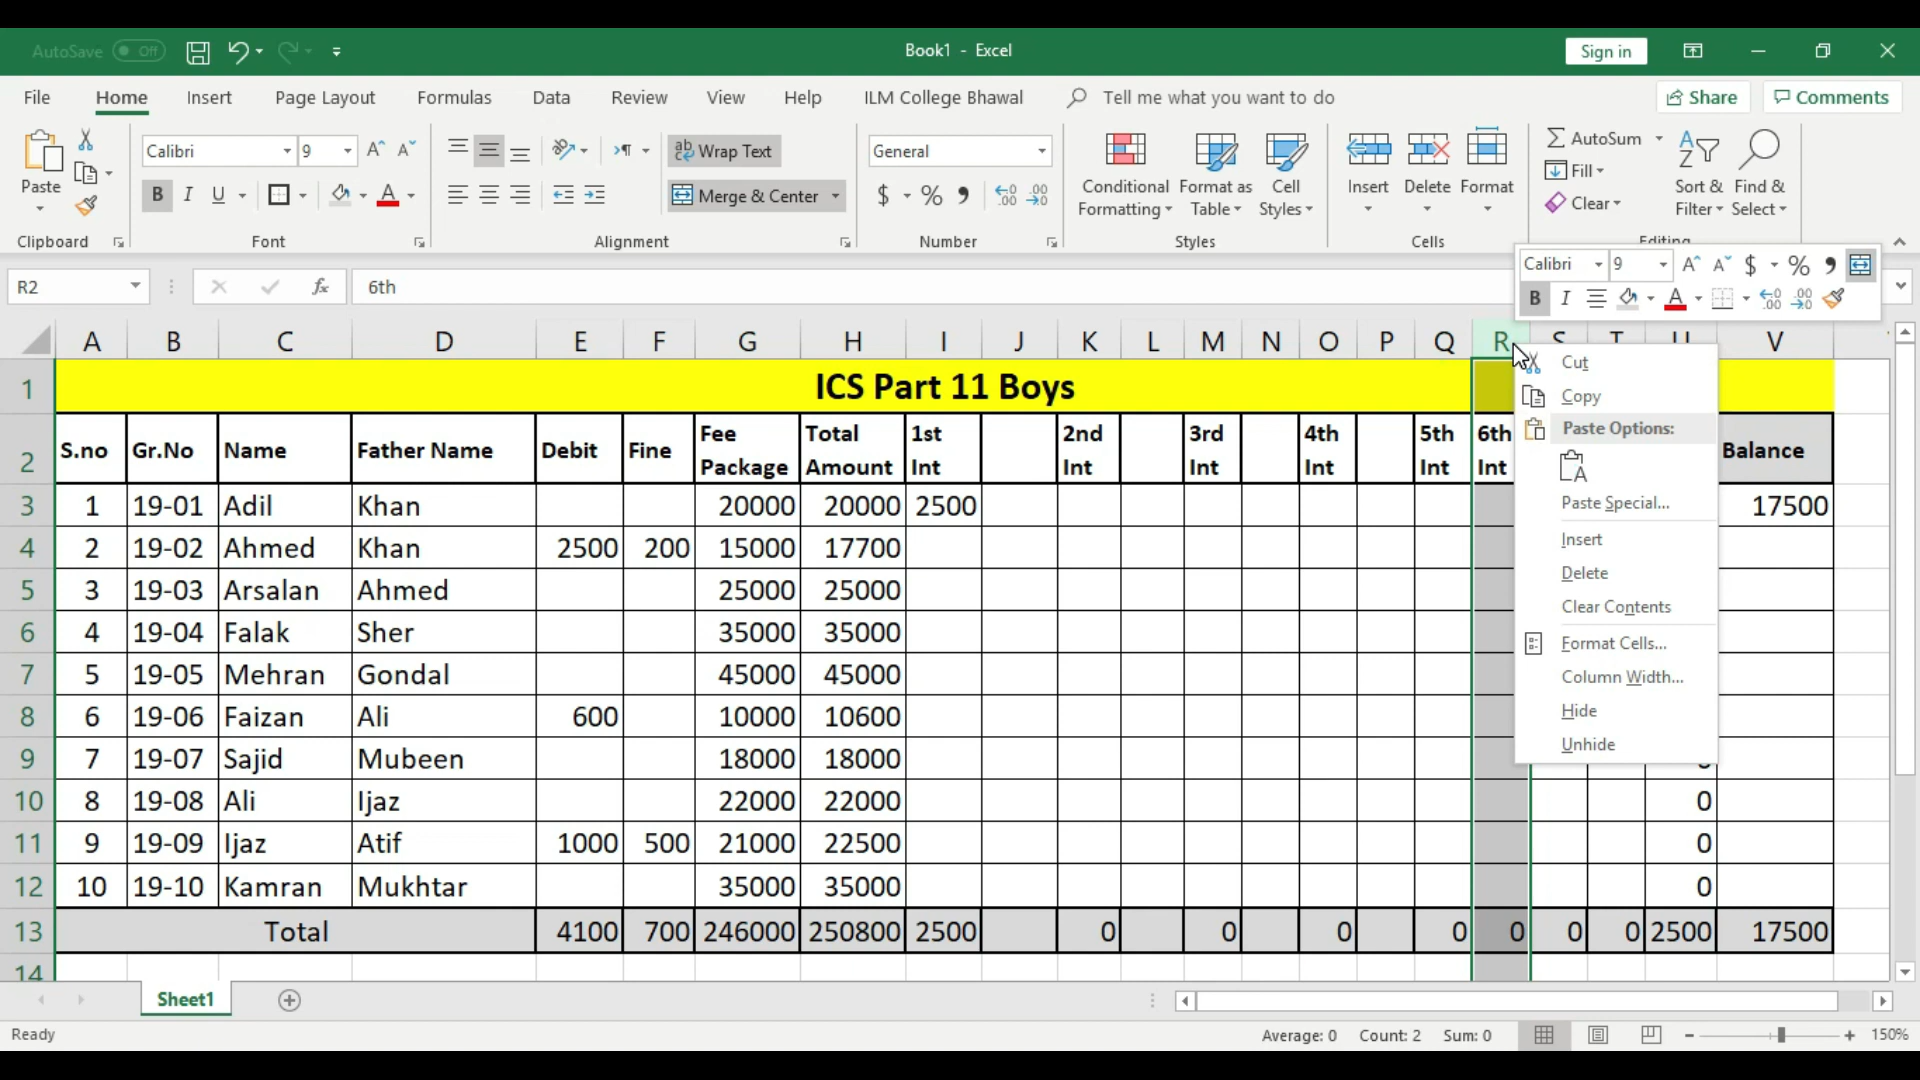 AutoSave Off
Book1 - Excel
Sign in
File Home Insert Page Layout Formulas Data Review View Help ILM College Bhawal Tell me what you want to do Share Comments
Calibri 9 Wrap Text General AutoSum
Paste B I U Merge & Center $ % Fill
Conditional Formatting Format as Table Cell Styles Insert Delete Format Clear Sort & Filter Find & Select
Clipboard Font Alignment Number Styles Cells Editing
Calibri 9 $ %
B I
R2 fx 6th
A B C D E F G H I J K L M N O P Q R S T U V
1 ICS Part 11 Boys
2 S.no Gr.No Name Father Name Debit Fine Fee Package Total Amount 1st Int 2nd Int 3rd Int 4th Int 5th Int 6th Int Balance
3 1 19-01 Adil Khan 20000 20000 2500 17500
4 2 19-02 Ahmed Khan 2500 200 15000 17700
5 3 19-03 Arsalan Ahmed 25000 25000
6 4 19-04 Falak Sher 35000 35000
7 5 19-05 Mehran Gondal 45000 45000
8 6 19-06 Faizan Ali 600 10000 10600
9 7 19-07 Sajid Mubeen 18000 18000
10 8 19-08 Ali Ijaz 22000 22000 0
11 9 19-09 Ijaz Atif 1000 500 21000 22500 0
12 10 19-10 Kamran Mukhtar 35000 35000 0
13 Total 4100 700 246000 250800 2500 0 0 0 0 0 0 0 2500 17500
14
Cut
Copy
Paste Options:
Paste Special...
Insert
Delete
Clear Contents
Format Cells...
Column Width...
Hide
Unhide
Sheet1
Ready Average: 0 Count: 2 Sum: 0 150%